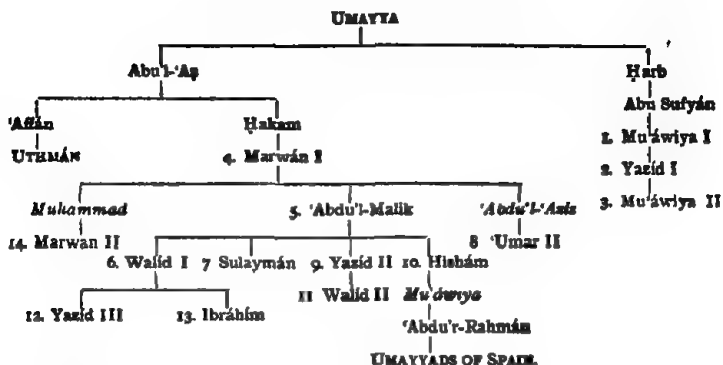 UMAYYA
Abu'l-‘Aṣ Ḥarb
Abu Sufyán
‘Affán Ḥakam 1. Mu‘áwiya I
UTHMÁN 4. Marwán I 2. Yazíd I
3. Mu‘áwiya II
Muhammad 5. ‘Abdu'l-Malik ‘Abdu'l-‘Azis
14. Marwan II 8 ‘Umar II
6. Walíd I 7 Sulaymán 9. Yazíd II 10. Hishám
11 Walíd II Mu‘áwiya
12. Yazíd III 13. Ibráhím
‘Abdu'r-Rahmán
UMAYYADS OF SPAIN.